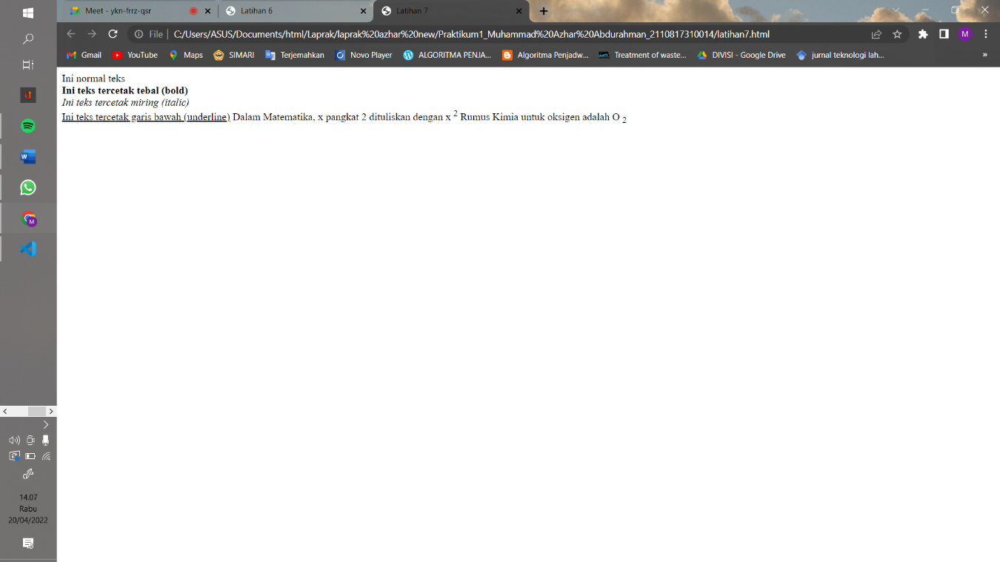 Meet - ykn-frrz-qsr
Latihan 6
Latihan 7
File | C:/Users/ASUS/Documents/html/Laprak/laprak%20azhar%20new/Praktikum1_Muhammad%20Azhar%20Abdurahman_2110817310014/latihan7.html
M
Gmail YouTube Maps SIMARI Terjemahkan Novo Player ALGORITMA PENJA... Algoritma Penjadw... Treatment of waste... DIVISI - Google Drive jurnal teknologi lah... »
Ini normal teks
Ini teks tercetak tebal (bold)
Ini teks tercetak miring (italic)
Ini teks tercetak garis bawah (underline) Dalam Matematika, x pangkat 2 dituliskan dengan x ² Rumus Kimia untuk oksigen adalah O ₂
14.07
Rabu
20/04/2022